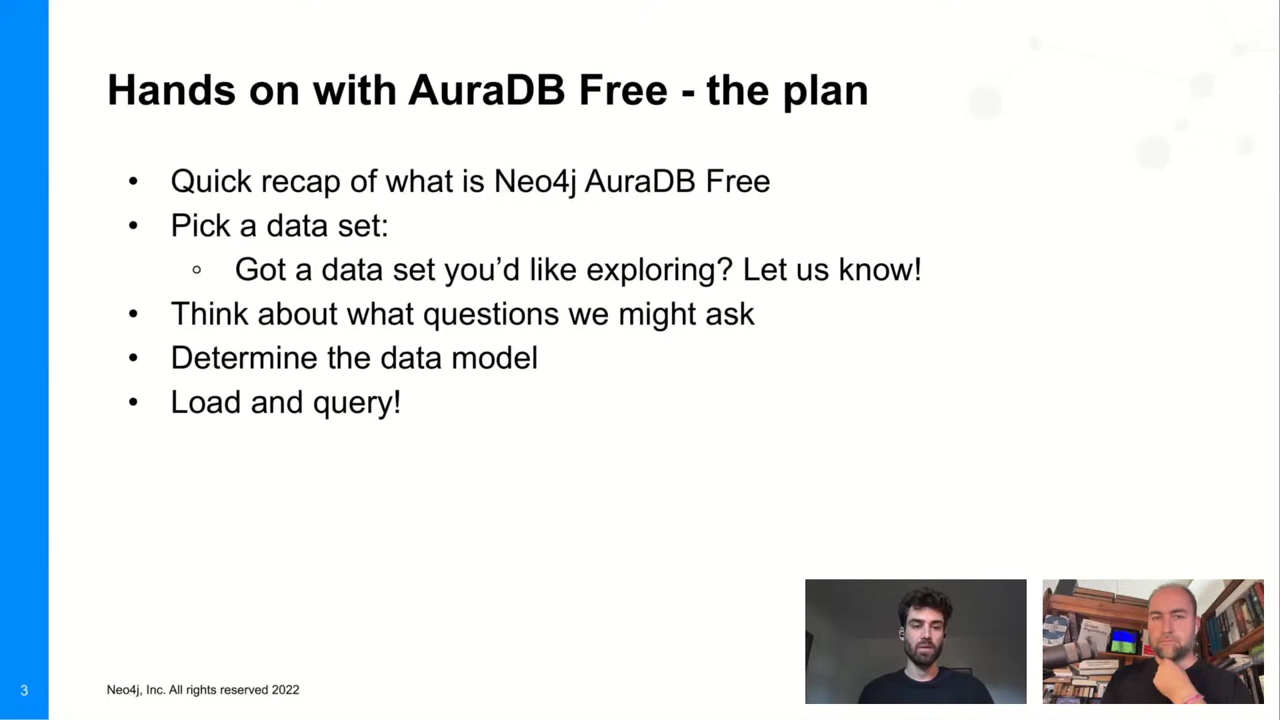 Hands on with AuraDB Free - the plan
• Quick recap of what is Neo4j AuraDB Free
• Pick a data set:
◦ Got a data set you’d like exploring? Let us know!
• Think about what questions we might ask
• Determine the data model
• Load and query!
3
Neo4j, Inc. All rights reserved 2022